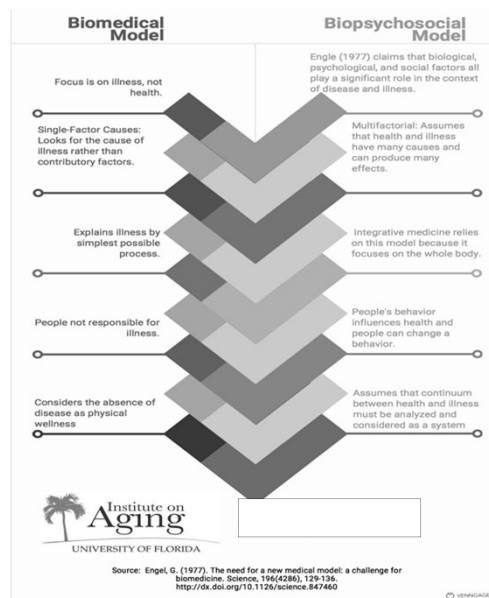 Biomedical
Model
Biopsychosocial
Model
Focus is on illness, not
health.
Engle (1977) claims that biological,
psychological, and social factors all
play a significant role in the context
of disease and illness.
Single-Factor Causes:
Looks for the cause of
illness rather than
contributory factors.
Multifactorial: Assumes
that health and illness
have many causes and
can produce many
effects.
Explains illness by
simplest possible
process.
Integrative medicine relies
on this model because it
focuses on the whole body.
People not responsible for
illness.
People's behavior
influences health and
people can change a
behavior.
Considers the absence of
disease as physical
wellness
Assumes that continuum
between health and illness
must be analyzed and
considered as a system
Institute on
Aging
UNIVERSITY OF FLORIDA
Source: Engel, G. (1977). The need for a new medical model: a challenge for
biomedicine. Science, 196(4286), 129-136.
http://dx.doi.org/10.1126/science.847460
VENNGAGE